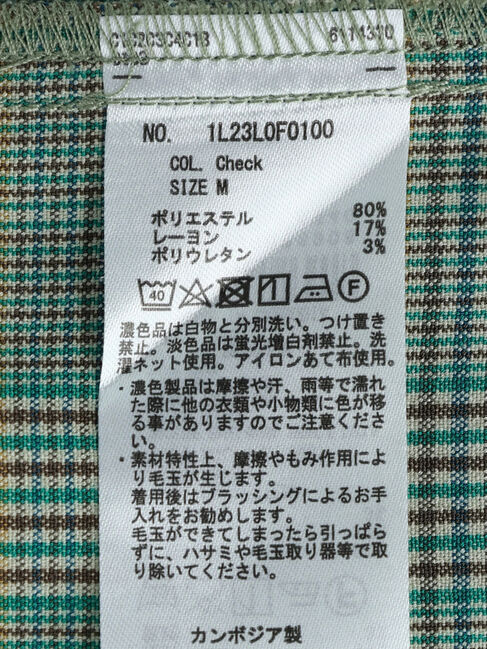 NO. 1L23L0F0100
COL. Check
SIZE M
ポリエステル 80%
レーヨン 17%
ポリウレタン 3%
40 F
濃色品は白物と分別洗い。つけ置き
禁止。淡色品は蛍光増白剤禁止。洗
濯ネット使用。アイロンあて布使用。
・濃色製品は摩擦や汗、雨等で濡れ
た際に他の衣類や小物類に色が移
る事がありますのでご注意くださ
い。
・素材特性上、摩擦やもみ作用によ
り毛玉が生じます。
着用後はブラッシングによるお手
入れをお勧めします。
毛玉ができてしまったら引っぱら
ずに、ハサミや毛玉取り器等で取
り除いてください。
カンボジア製